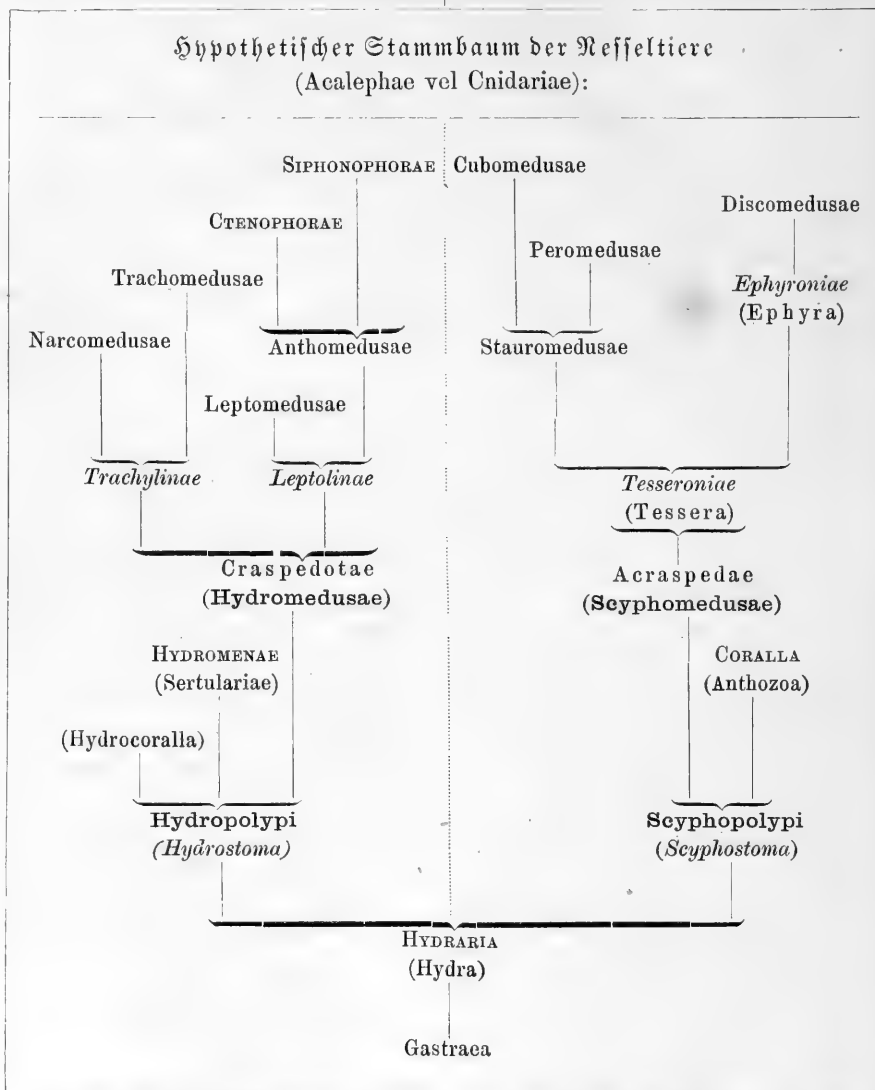 Hypothetischer Stammbaum der Nesseltiere
(Acalephae vel Cnidariae):
SIPHONOPHORAE Cubomedusae
Discomedusae
CTENOPHORAE
Peromedusae
Trachomedusae
Ephyroniae
(Ephyra)
Narcomedusae
Anthomedusae
Stauromedusae
Leptomedusae
Trachylinae
Leptolinae
Tesseroniae
(Tessera)
Craspedotae
(Hydromedusae)
Acraspedae
(Scyphomedusae)
HYDROMENAE
(Sertulariae)
CORALLA
(Anthozoa)
(Hydrocoralla)
Hydropolypi
(Hydrostoma)
Scyphopolypi
(Scyphostoma)
HYDRARIA
(Hydra)
Gastraea